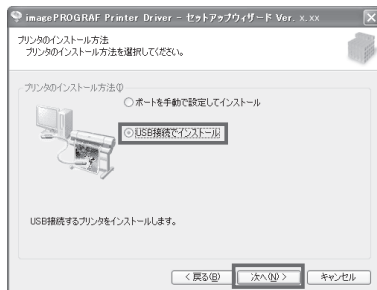 imagePROGRAF Printer Driver - セットアップウィザード Ver. x.xx
プリンタのインストール方法
プリンタのインストール方法を選択してください。
プリンタのインストール方法(I)
ポートを手動で設定してインストール
USB接続でインストール
USB接続するプリンタをインストールします。
< 戻る(B)
次へ(N) >
キャンセル